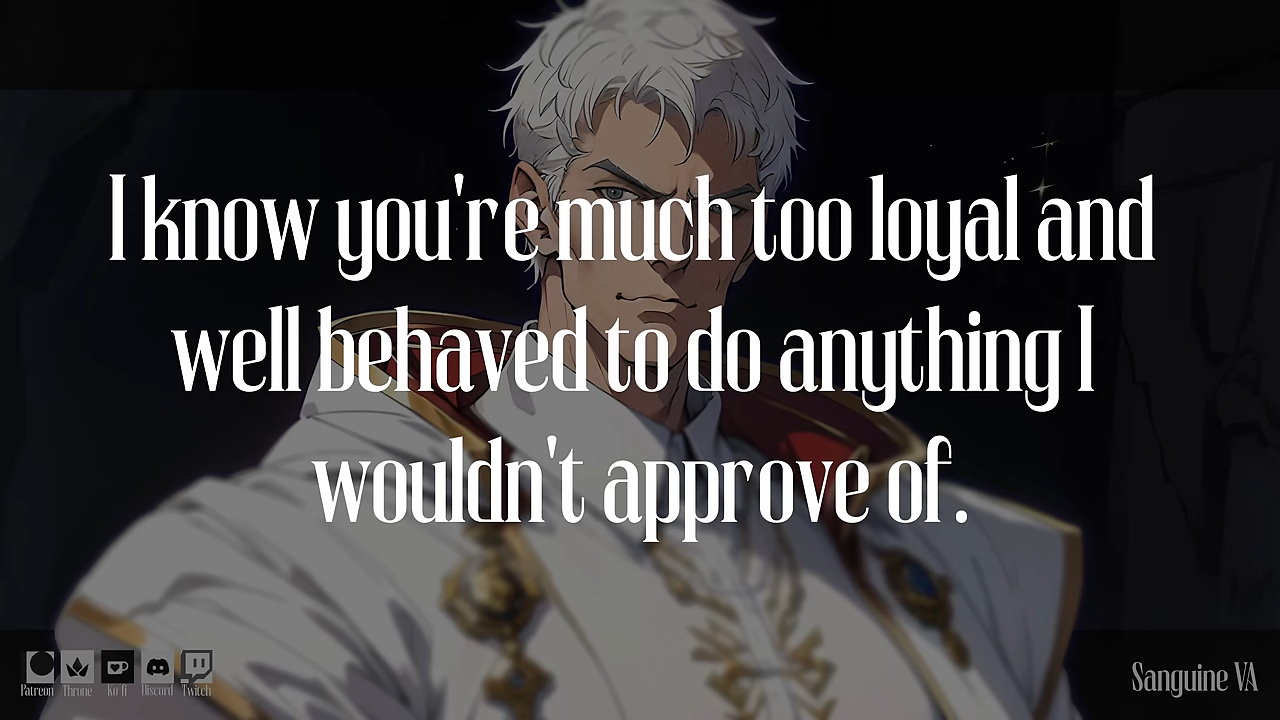 I know you're much too loyal and
well behaved to do anything I
wouldn't approve of.
Patreon Throne Ko fi Discord Twitch
Sanguine VA